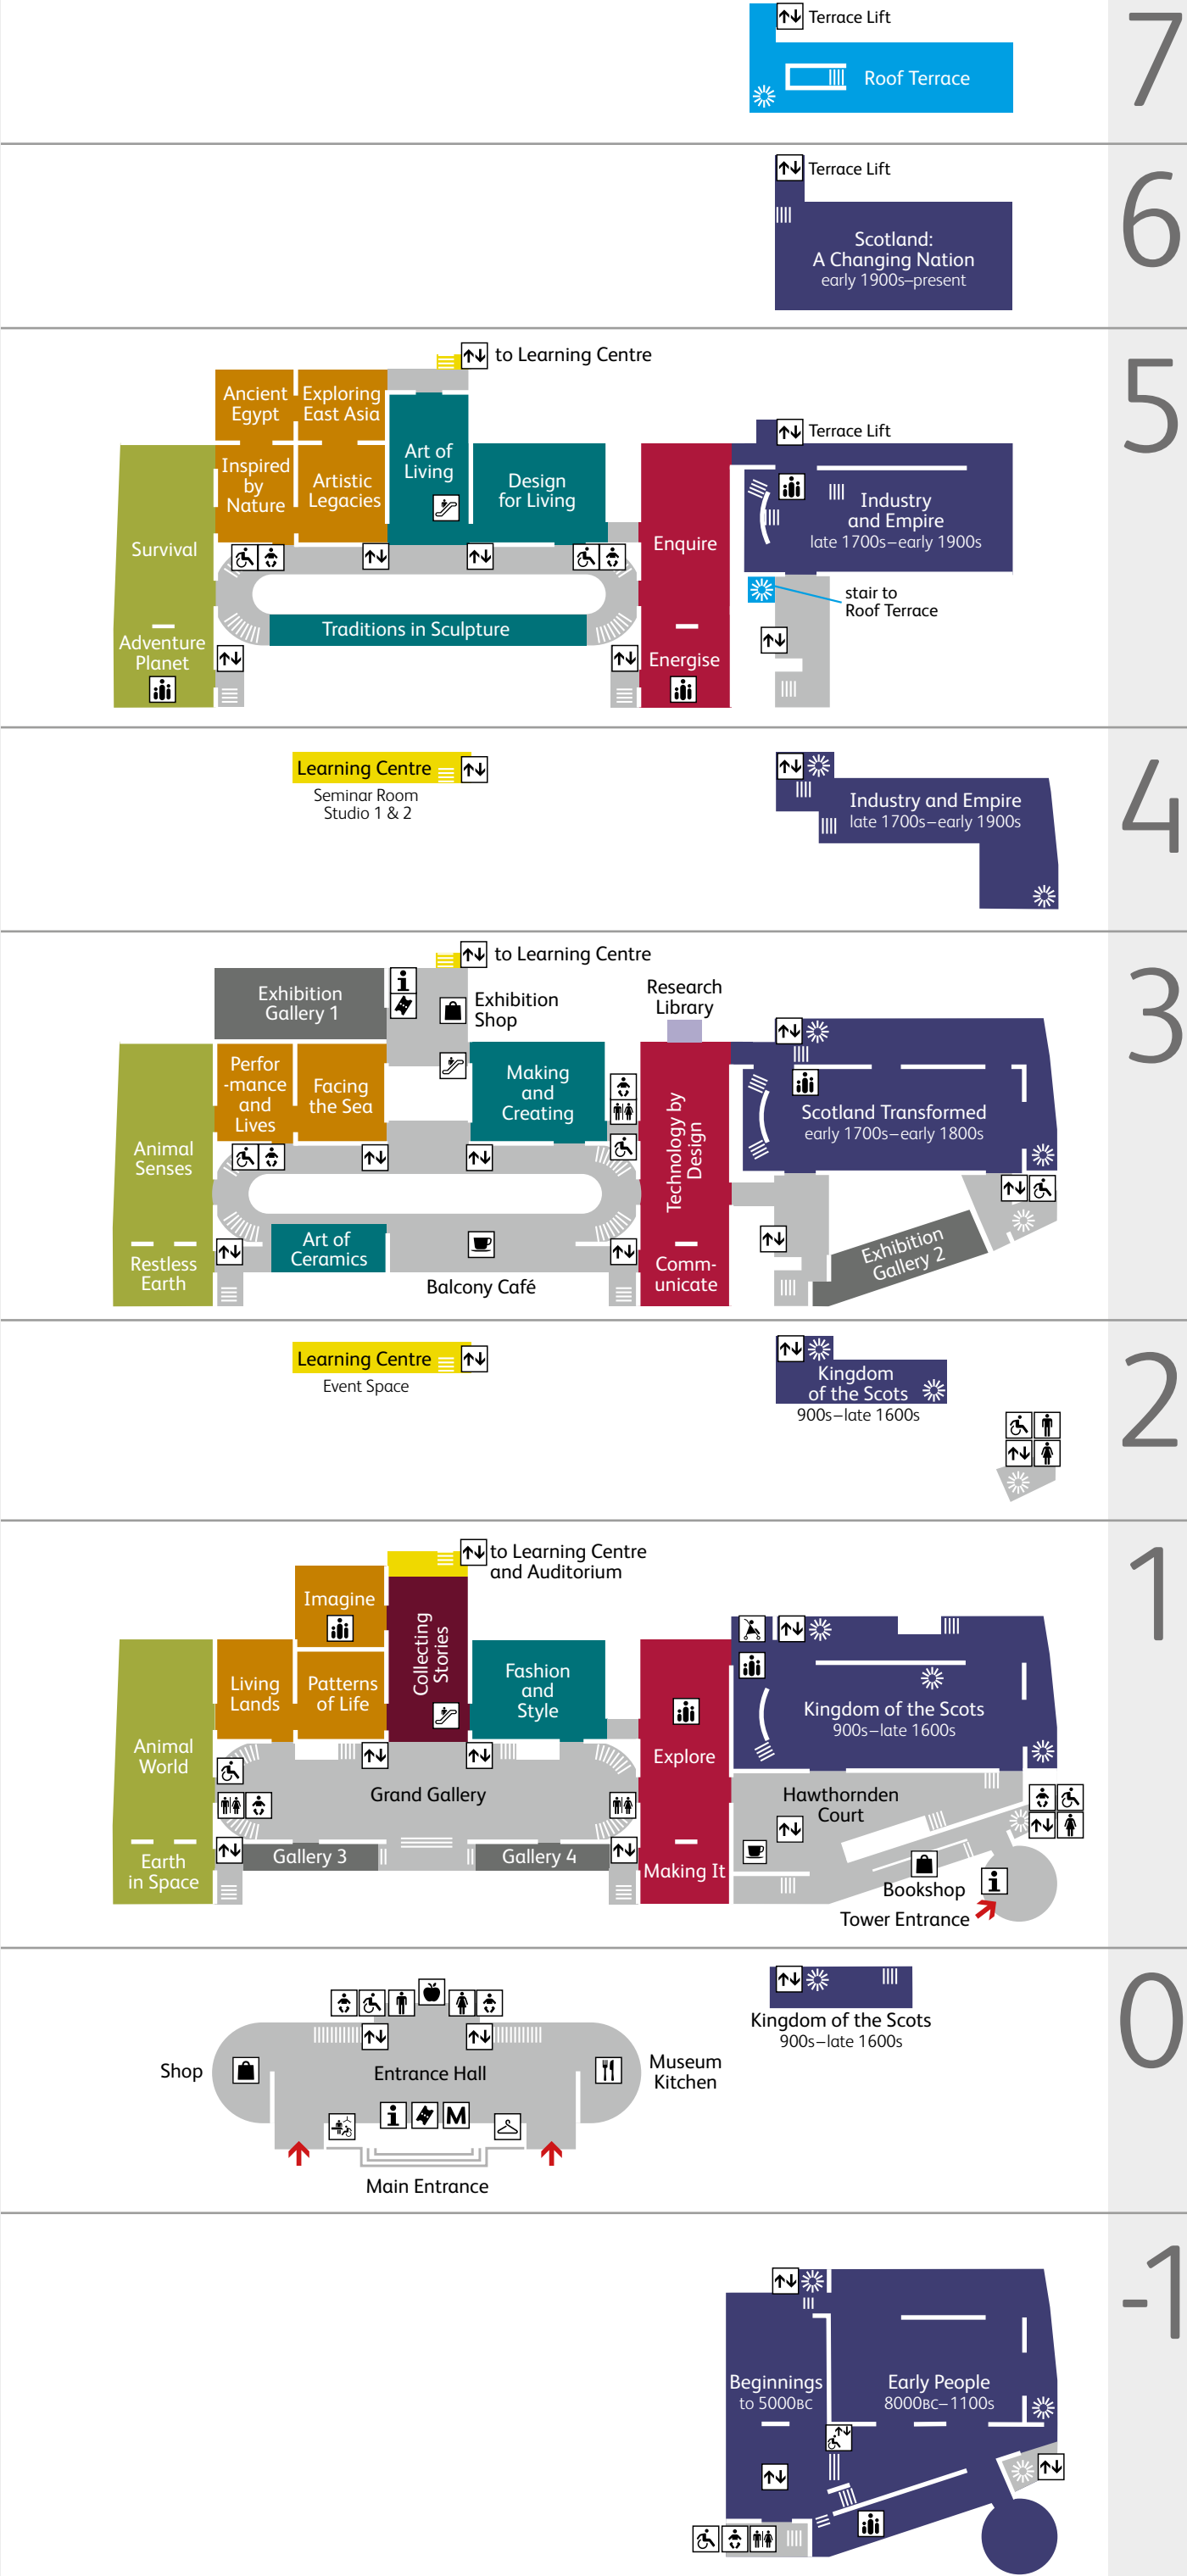 7
Terrace Lift
Roof Terrace
6
Terrace Lift
Scotland:
A Changing Nation
early 1900s–present
5
to Learning Centre
Ancient
Egypt
Exploring
East Asia
Inspired
by
Nature
Artistic
Legacies
Art of
Living
Design
for Living
Survival
Adventure
Planet
Traditions in Sculpture
Enquire
Energise
Terrace Lift
Industry
and Empire
late 1700s–early 1900s
stair to
Roof Terrace
4
Learning Centre
Seminar Room
Studio 1 & 2
Industry and Empire
late 1700s–early 1900s
3
to Learning Centre
Exhibition
Gallery 1
i
Exhibition
Shop
Research
Library
Perfor
-mance
and
Lives
Facing
the Sea
Making
and
Creating
Animal
Senses
Restless
Earth
Art of
Ceramics
Balcony Café
Technology by
Design
Comm-
unicate
Scotland Transformed
early 1700s–early 1800s
Exhibition
Gallery 2
2
Learning Centre
Event Space
Kingdom
of the Scots
900s–late 1600s
1
to Learning Centre
and Auditorium
Imagine
Collecting
Stories
Living
Lands
Patterns
of Life
Fashion
and
Style
Animal
World
Earth
in Space
Grand Gallery
Gallery 3
Gallery 4
Explore
Making It
Kingdom of the Scots
900s–late 1600s
Hawthornden
Court
Bookshop
i
Tower Entrance
0
Shop
Entrance Hall
Museum
Kitchen
i
M
Main Entrance
Kingdom of the Scots
900s–late 1600s
-1
Beginnings
to 5000BC
Early People
8000BC–1100s